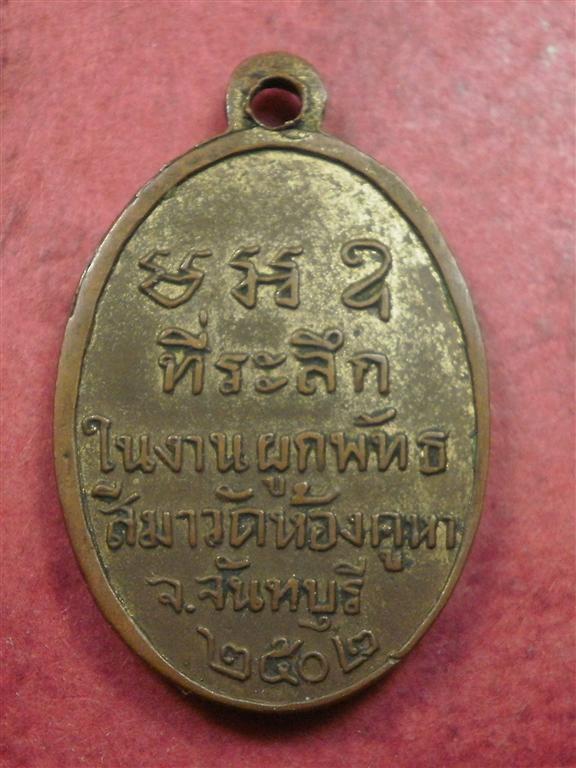 ที่ระลึก
ในงานผูกพัทธ
สีมาวัดห้องคูหา
จ.จันทบุรี
๒๕๐๒